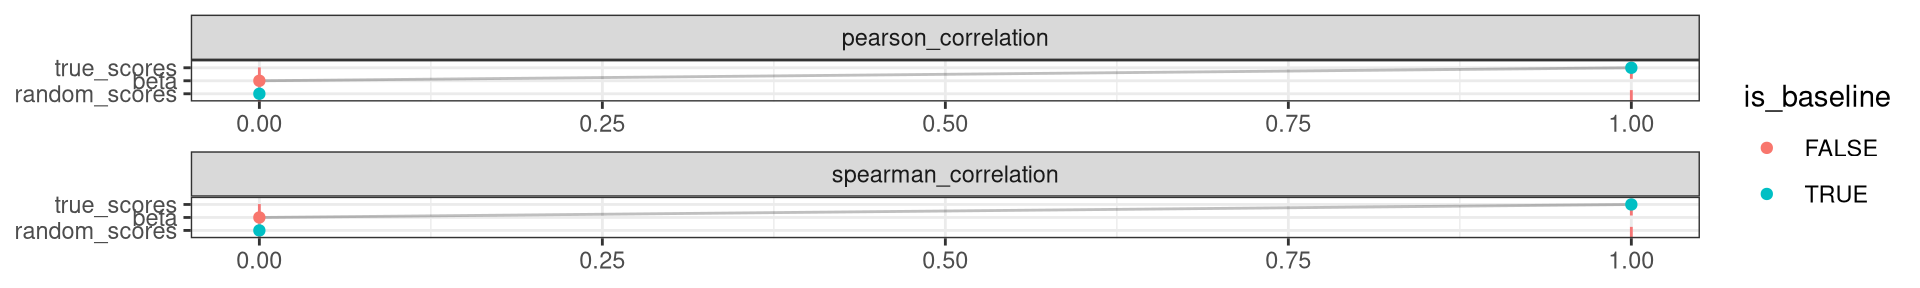 pearson_correlation
true_scores
beta
random_scores
0.00 0.25 0.50 0.75 1.00
spearman_correlation
true_scores
beta
random_scores
0.00 0.25 0.50 0.75 1.00
is_baseline
FALSE
TRUE